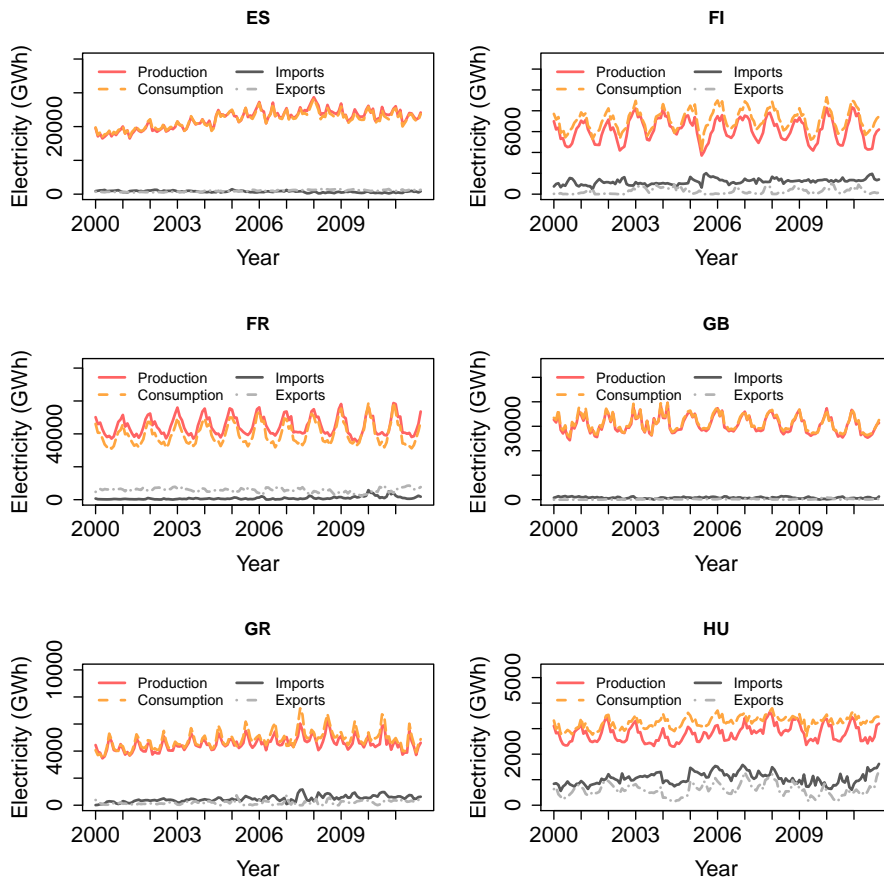 ES
Electricity (GWh)
0
20000
Production
Consumption
Imports
Exports
2000 2003 2006 2009
Year
FI
Electricity (GWh)
0
6000
Production
Consumption
Imports
Exports
2000 2003 2006 2009
Year
FR
Electricity (GWh)
0
40000
Production
Consumption
Imports
Exports
2000 2003 2006 2009
Year
GB
Electricity (GWh)
0
30000
Production
Consumption
Imports
Exports
2000 2003 2006 2009
Year
GR
Electricity (GWh)
0
4000
10000
Production
Consumption
Imports
Exports
2000 2003 2006 2009
Year
HU
Electricity (GWh)
0
2000
5000
Production
Consumption
Imports
Exports
2000 2003 2006 2009
Year